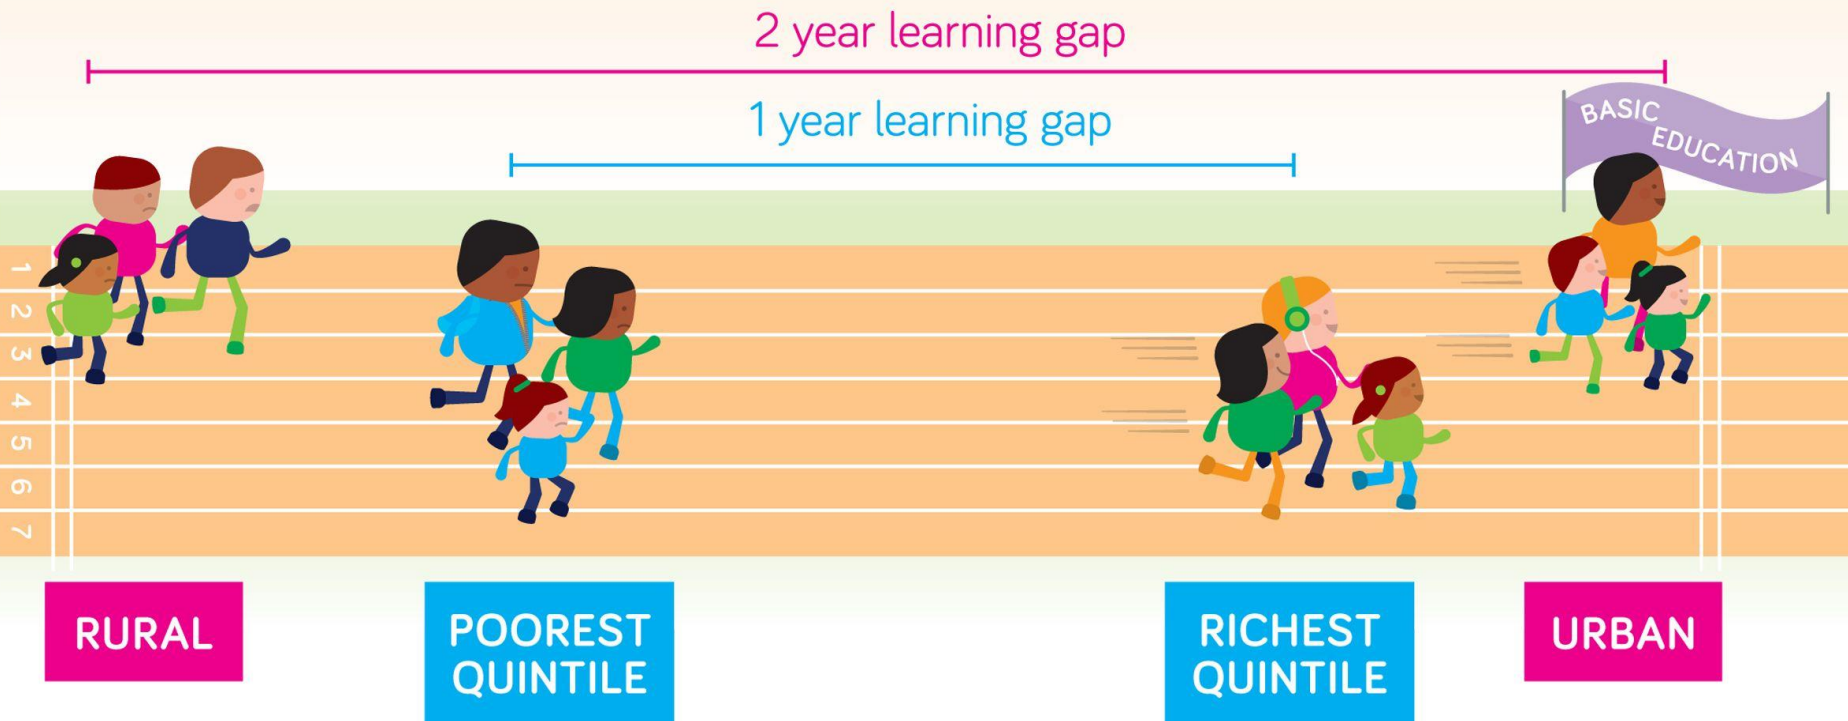 2 year learning gap
1 year learning gap
BASIC
EDUCATION
1
2
3
4
5
6
7
RURAL
POOREST
QUINTILE
RICHEST
QUINTILE
URBAN